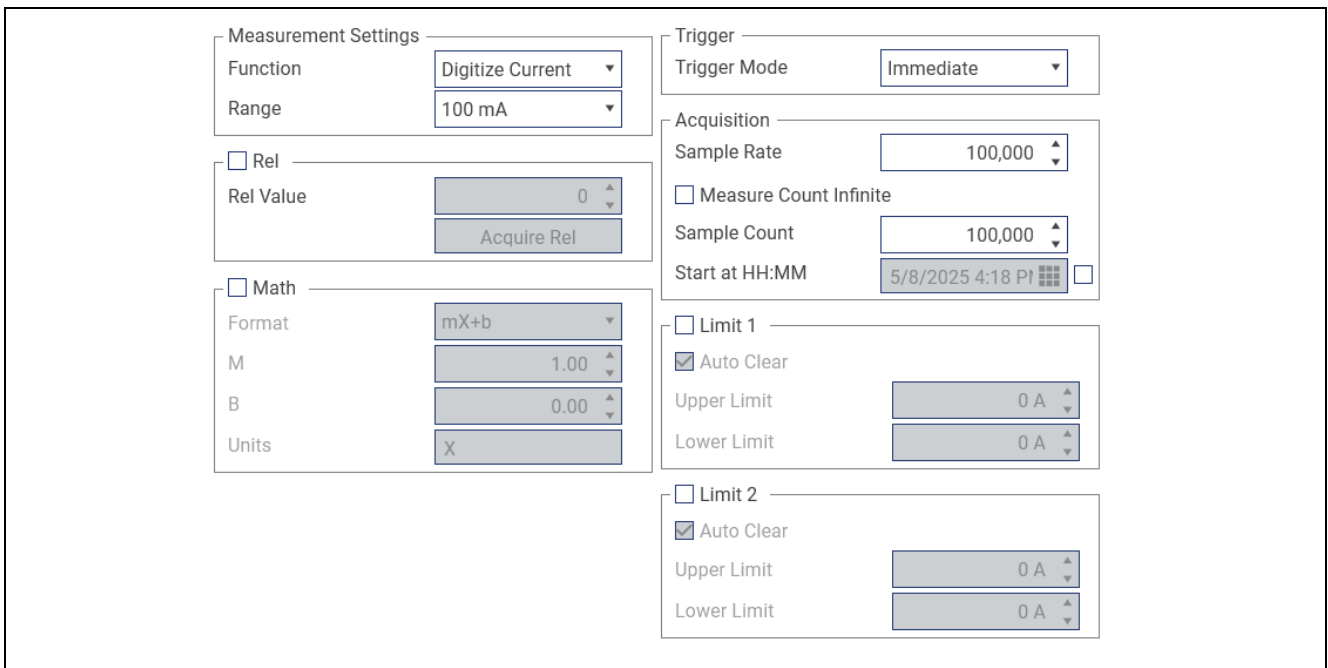 Measurement Settings
Function Digitize Current
Range 100 mA
Rel
Rel Value 0
Acquire Rel
Math
Format mX+b
M 1.00
B 0.00
Units X
Trigger
Trigger Mode Immediate
Acquisition
Sample Rate 100,000
Measure Count Infinite
Sample Count 100,000
Start at HH:MM 5/8/2025 4:18
Limit 1
Auto Clear
Upper Limit 0 A
Lower Limit 0 A
Limit 2
Auto Clear
Upper Limit 0 A
Lower Limit 0 A